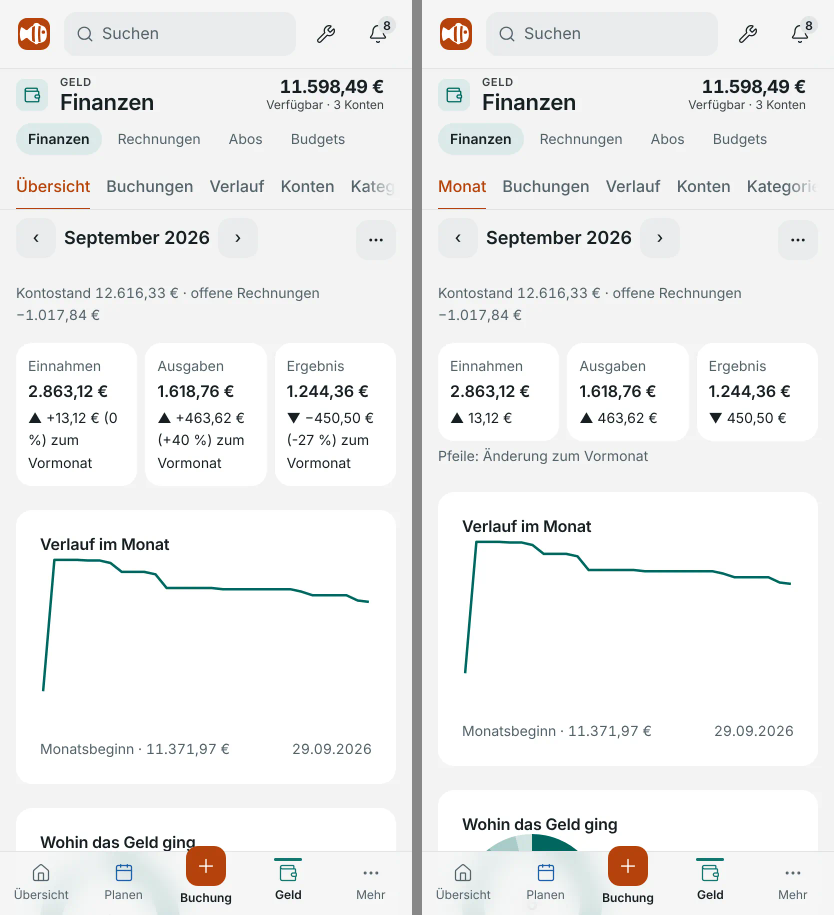 Suchen
8
GELD
Finanzen
11.598,49 €
Verfügbar · 3 Konten
Finanzen Rechnungen Abos Budgets
Übersicht Buchungen Verlauf Konten Kateg
‹ September 2026 › ...
Kontostand 12.616,33 € · offene Rechnungen
−1.017,84 €
Einnahmen
2.863,12 €
▲ +13,12 € (0
%) zum
Vormonat
Ausgaben
1.618,76 €
▲ +463,62 €
(+40 %) zum
Vormonat
Ergebnis
1.244,36 €
▼ −450,50 €
(-27 %) zum
Vormonat
Verlauf im Monat
Monatsbeginn · 11.371,97 € 29.09.2026
Wohin das Geld ging
Übersicht Planen Buchung Geld Mehr
Suchen
8
GELD
Finanzen
11.598,49 €
Verfügbar · 3 Konten
Finanzen Rechnungen Abos Budgets
Monat Buchungen Verlauf Konten Kategorie
‹ September 2026 › ...
Kontostand 12.616,33 € · offene Rechnungen
−1.017,84 €
Einnahmen
2.863,12 €
▲ 13,12 €
Ausgaben
1.618,76 €
▲ 463,62 €
Ergebnis
1.244,36 €
▼ 450,50 €
Pfeile: Änderung zum Vormonat
Verlauf im Monat
Monatsbeginn · 11.371,97 € 29.09.2026
Wohin das Geld ging
Übersicht Planen Buchung Geld Mehr